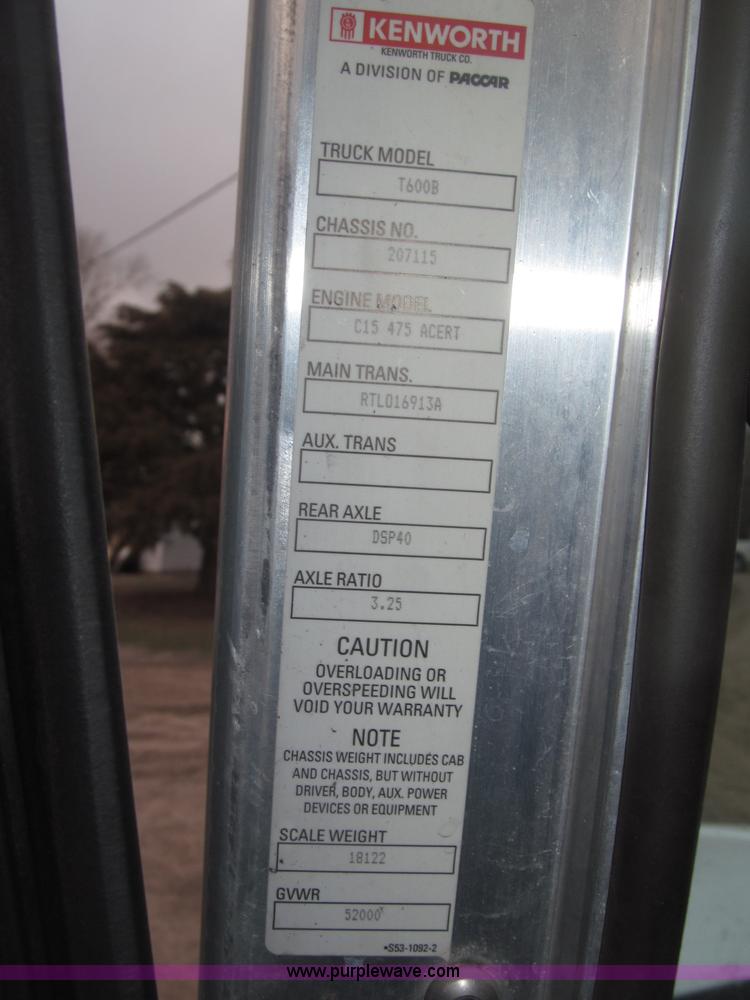 KENWORTH
KENWORTH TRUCK CO.
A DIVISION OF PACCAR
TRUCK MODEL
T600B
CHASSIS NO.
207115
ENGINE MODEL
C15 475 ACERT
MAIN TRANS.
RTLO16913A
AUX. TRANS
REAR AXLE
DSP40
AXLE RATIO
3.25
CAUTION
OVERLOADING OR
OVERSPEEDING WILL
VOID YOUR WARRANTY
NOTE
CHASSIS WEIGHT INCLUDES CAB
AND CHASSIS, BUT WITHOUT
DRIVER, BODY, AUX. POWER
DEVICES OR EQUIPMENT
SCALE WEIGHT
18122
GVWR
52000*
*S53-1092-2
www.purplewave.com